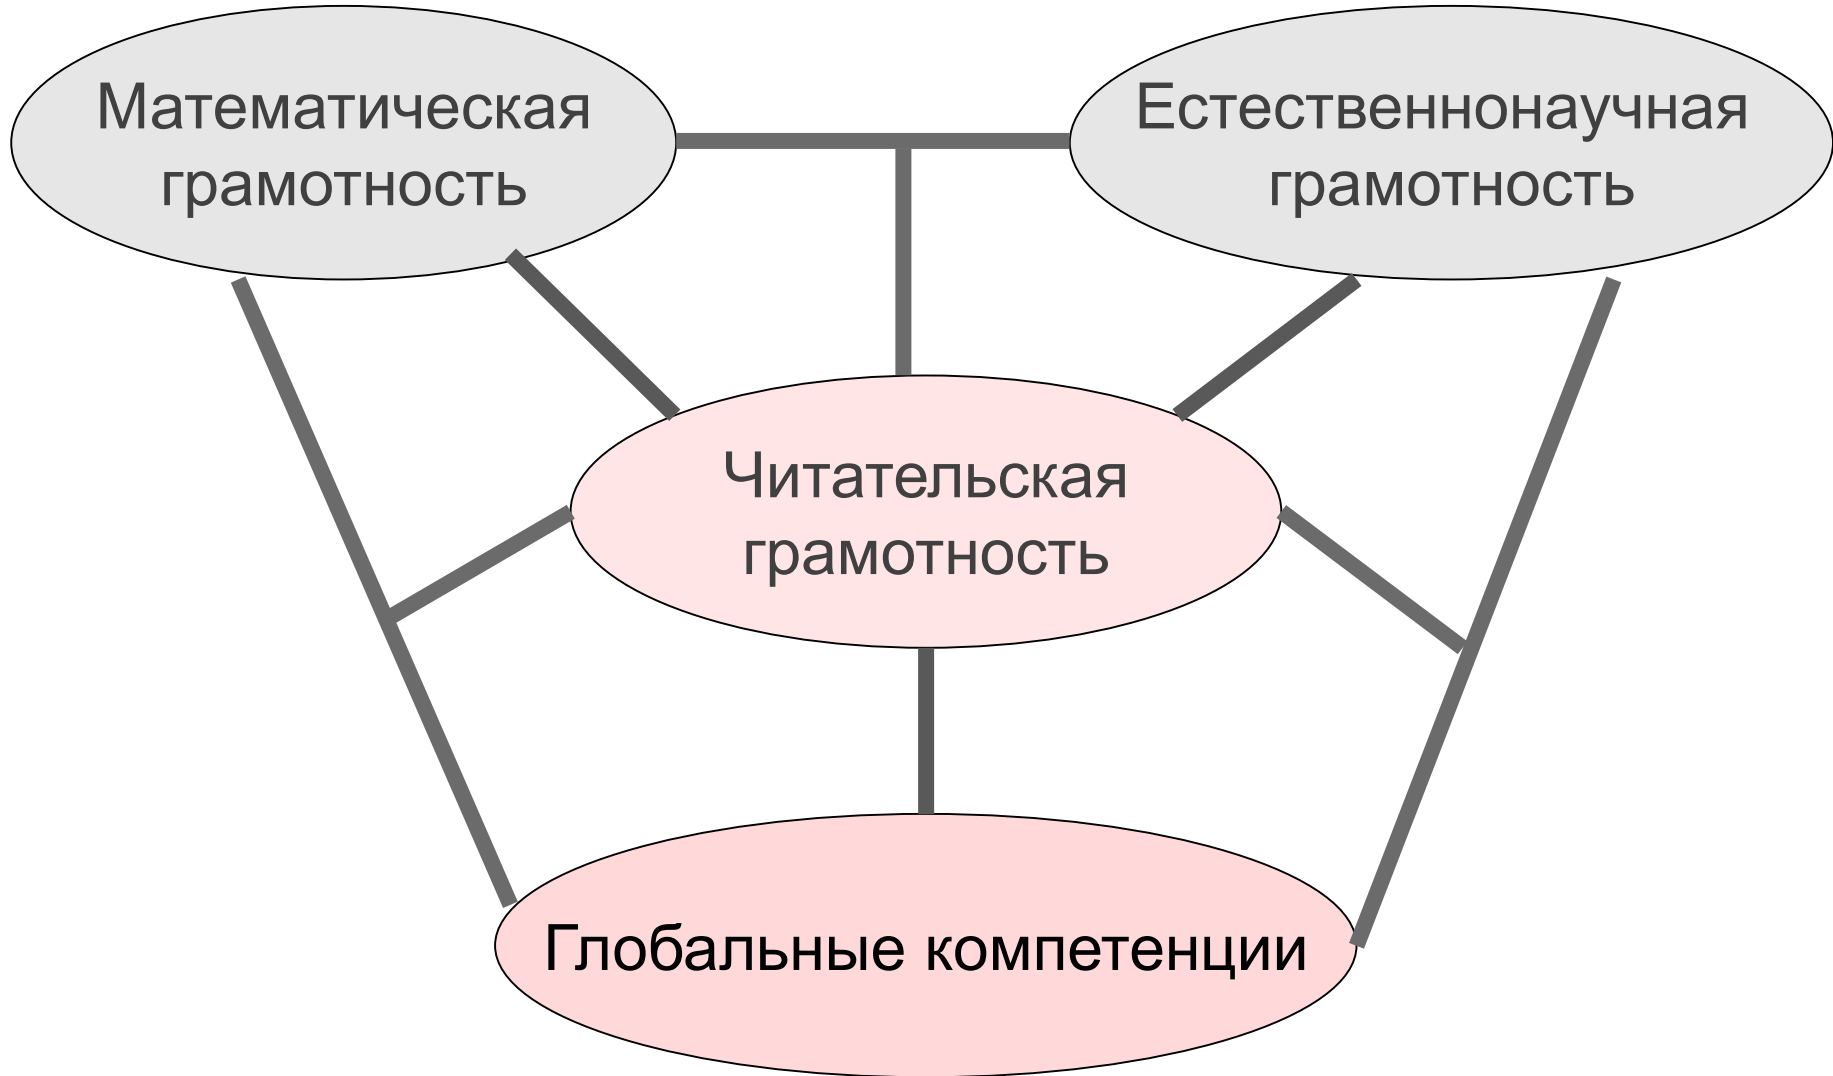 Математическая
грамотность
Естественнонаучная
грамотность
Читательская
грамотность
Глобальные компетенции